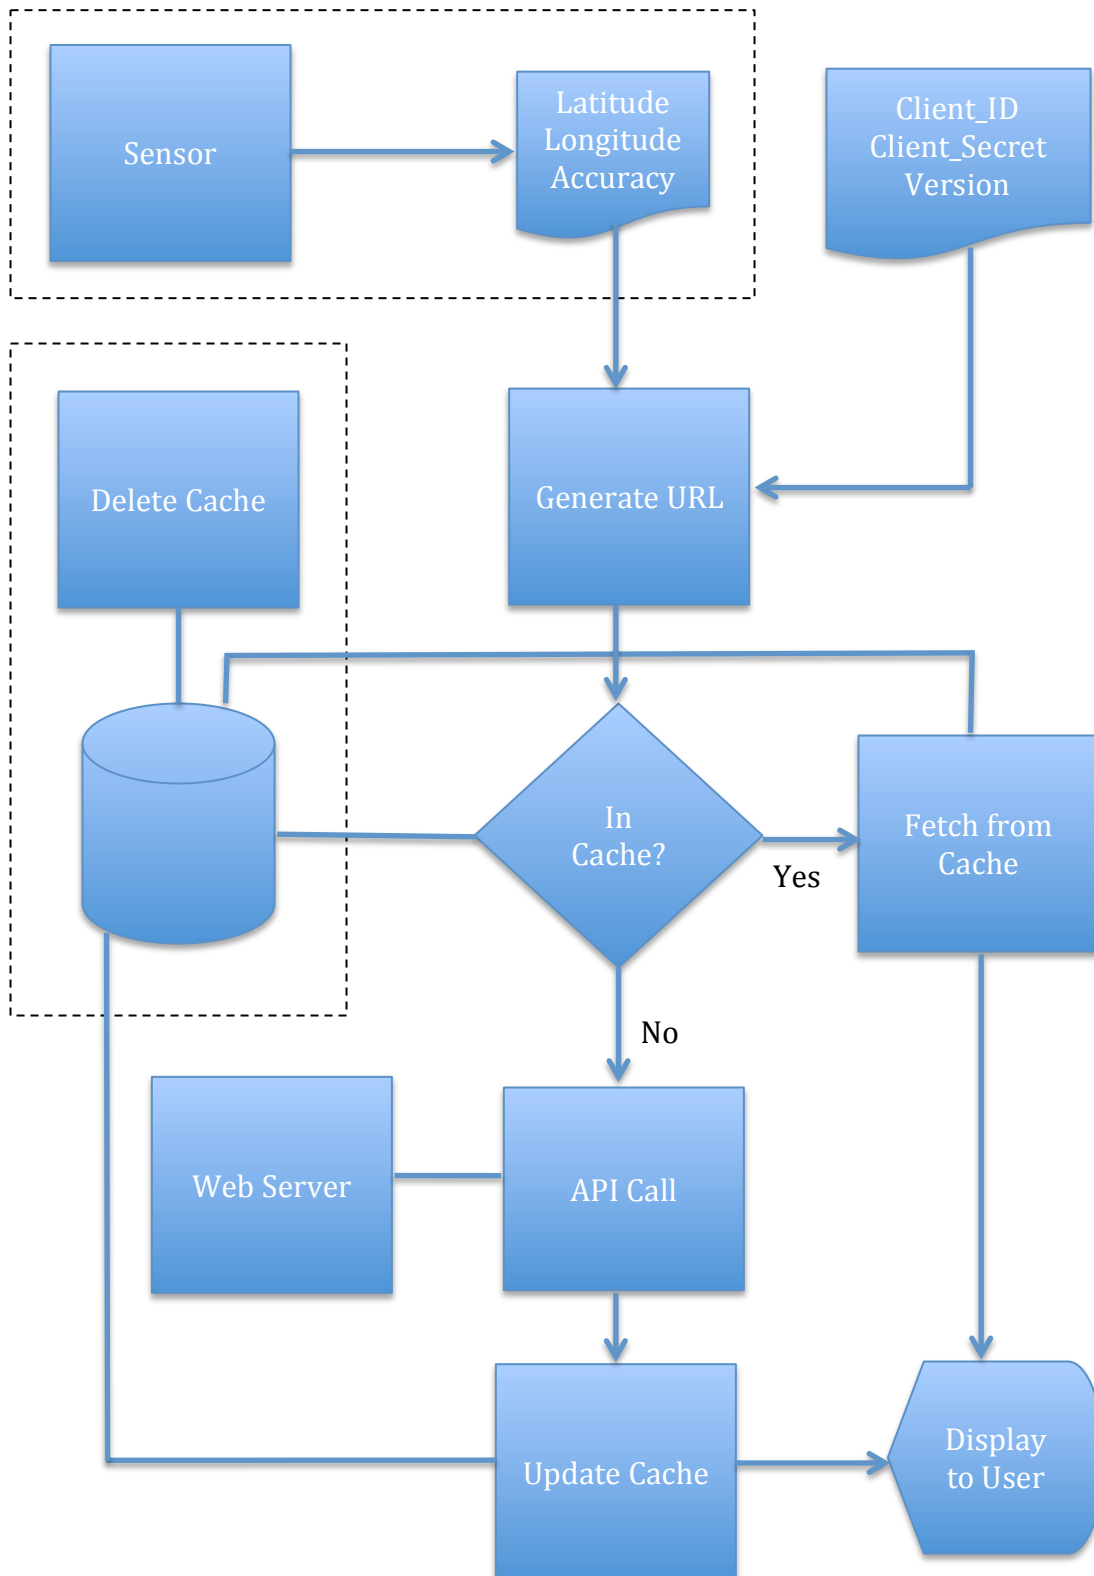 Sensor
Latitude
Longitude
Accuracy
Client_ID
Client_Secret
Version
Delete Cache
Generate URL
In
Cache?
Yes
Fetch from
Cache
No
Web Server
API Call
Update Cache
Display
to User